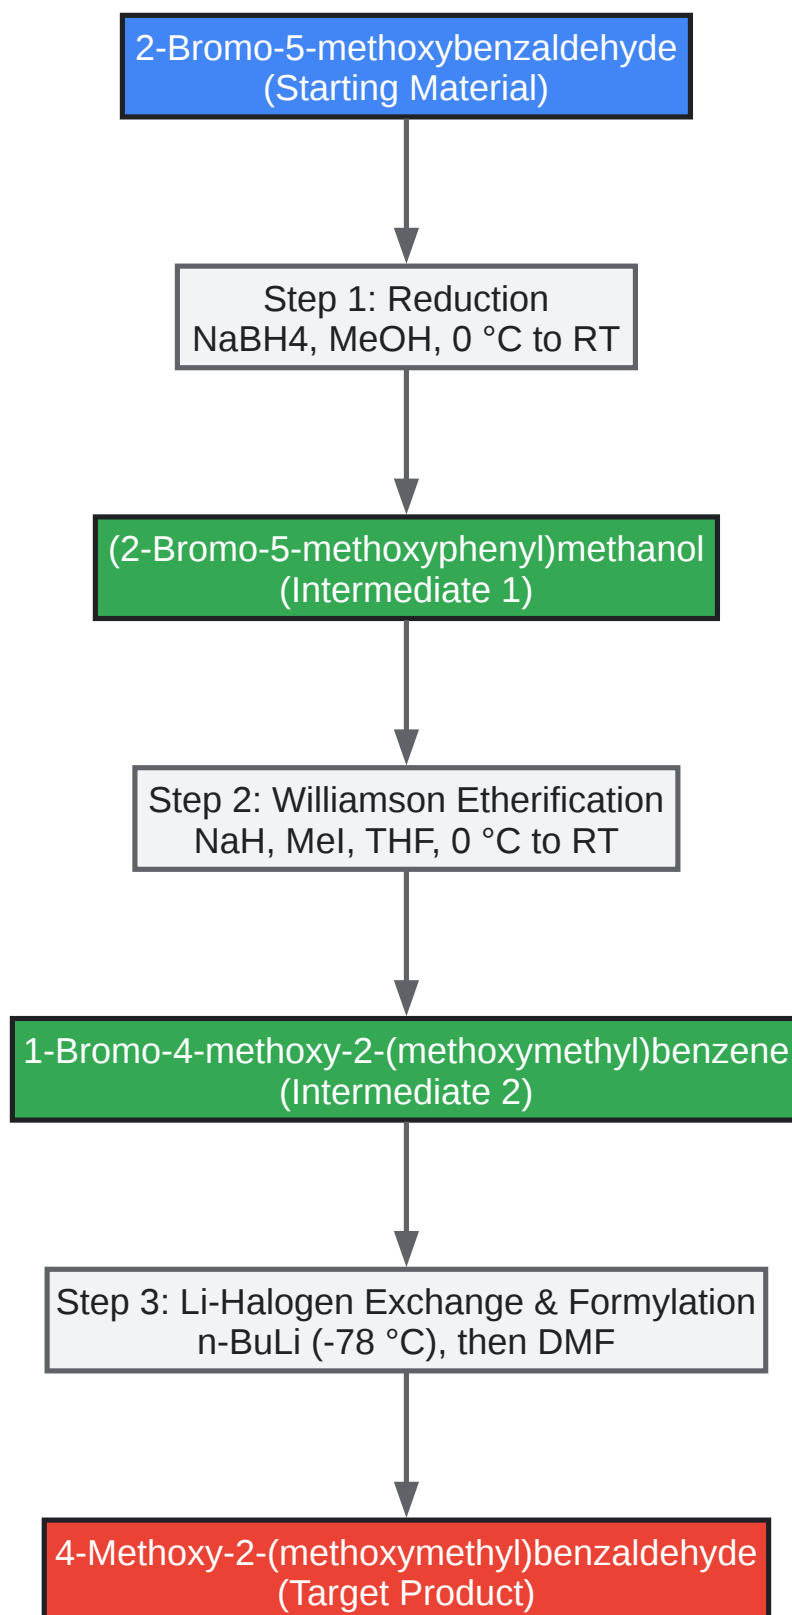 2-Bromo-5-methoxybenzaldehyde
(Starting Material)
Step 1: Reduction
NaBH4, MeOH, 0 °C to RT
(2-Bromo-5-methoxyphenyl)methanol
(Intermediate 1)
Step 2: Williamson Etherification
NaH, MeI, THF, 0 °C to RT
1-Bromo-4-methoxy-2-(methoxymethyl)benzene
(Intermediate 2)
Step 3: Li-Halogen Exchange & Formylation
n-BuLi (-78 °C), then DMF
4-Methoxy-2-(methoxymethyl)benzaldehyde
(Target Product)